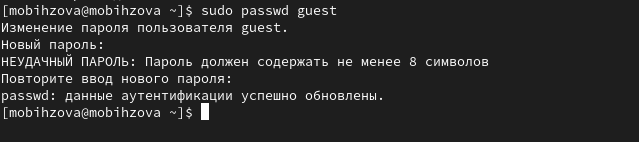 [mobihzova@mobihzova ~]$ sudo passwd guest
Изменение пароля пользователя guest.
Новый пароль:
НЕУДАЧНЫЙ ПАРОЛЬ: Пароль должен содержать не менее 8 символов
Повторите ввод нового пароля:
passwd: данные аутентификации успешно обновлены.
[mobihzova@mobihzova ~]$